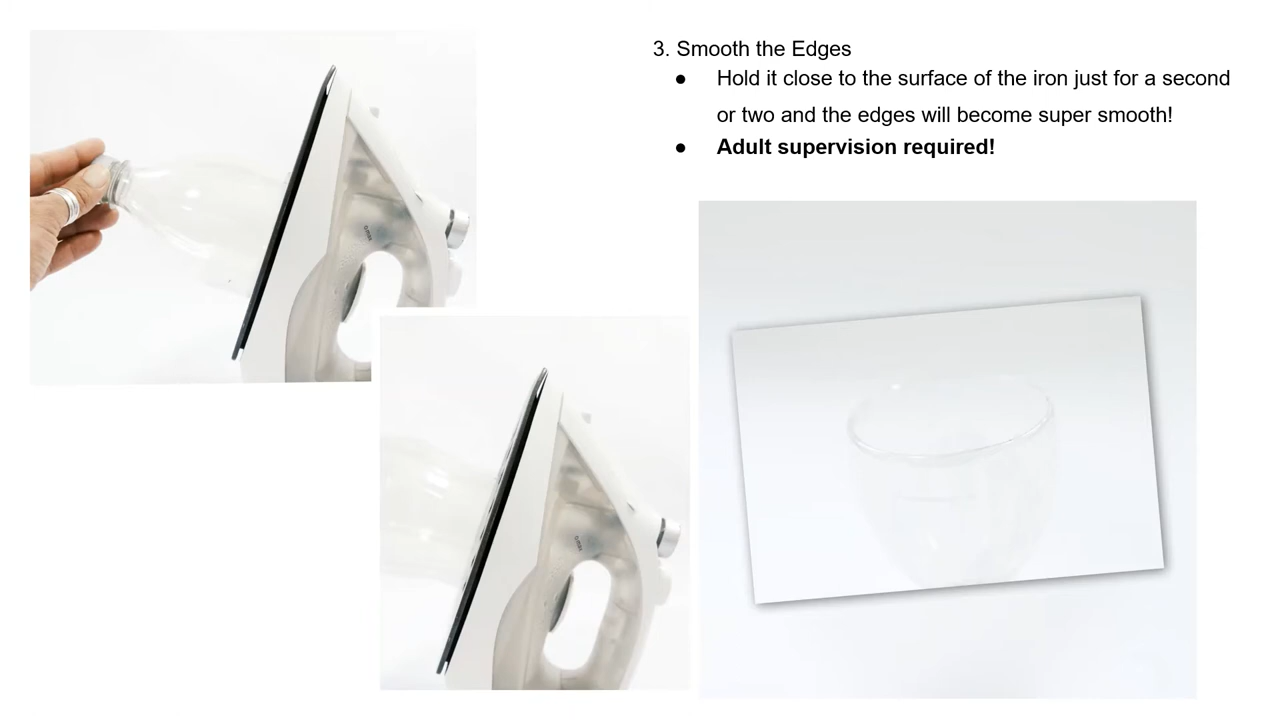 3. Smooth the Edges
● Hold it close to the surface of the iron just for a second
or two and the edges will become super smooth!
● Adult supervision required!